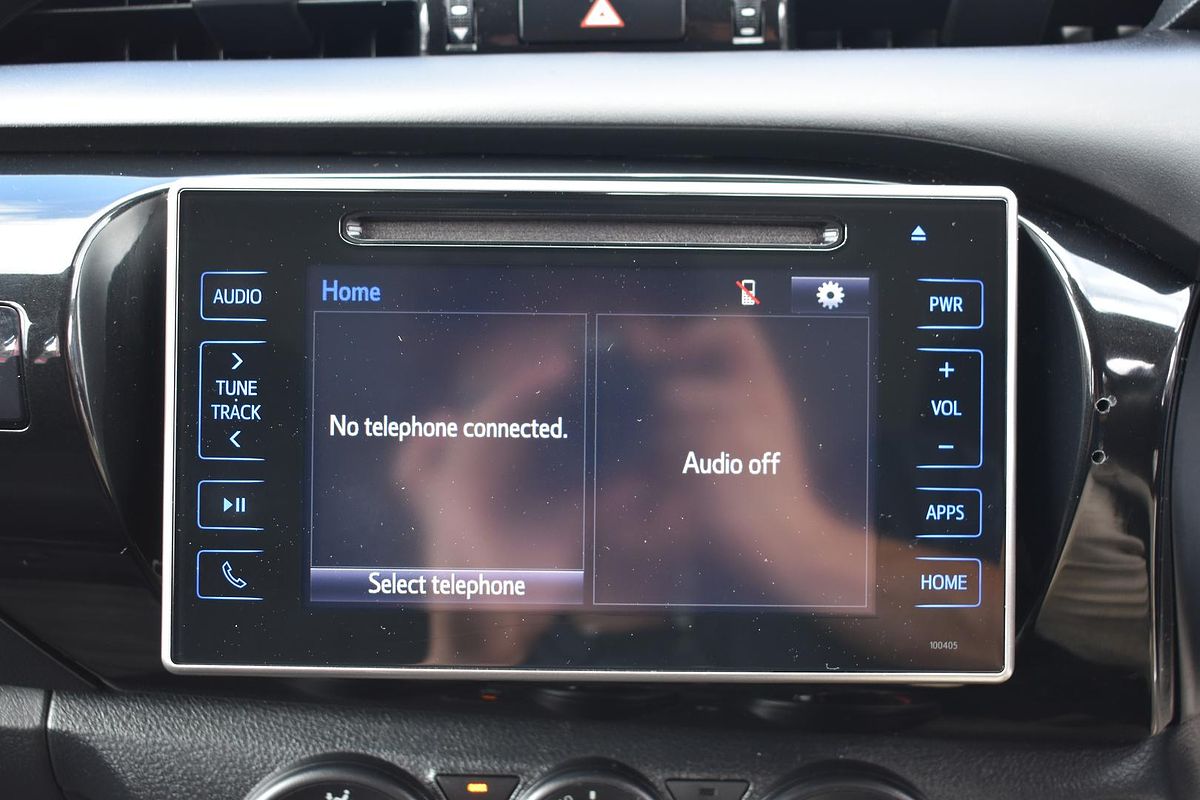 AUDIO
TUNE
TRACK
Home
No telephone connected.
Select telephone
Audio off
PWR
+
VOL
-
APPS
HOME
100405